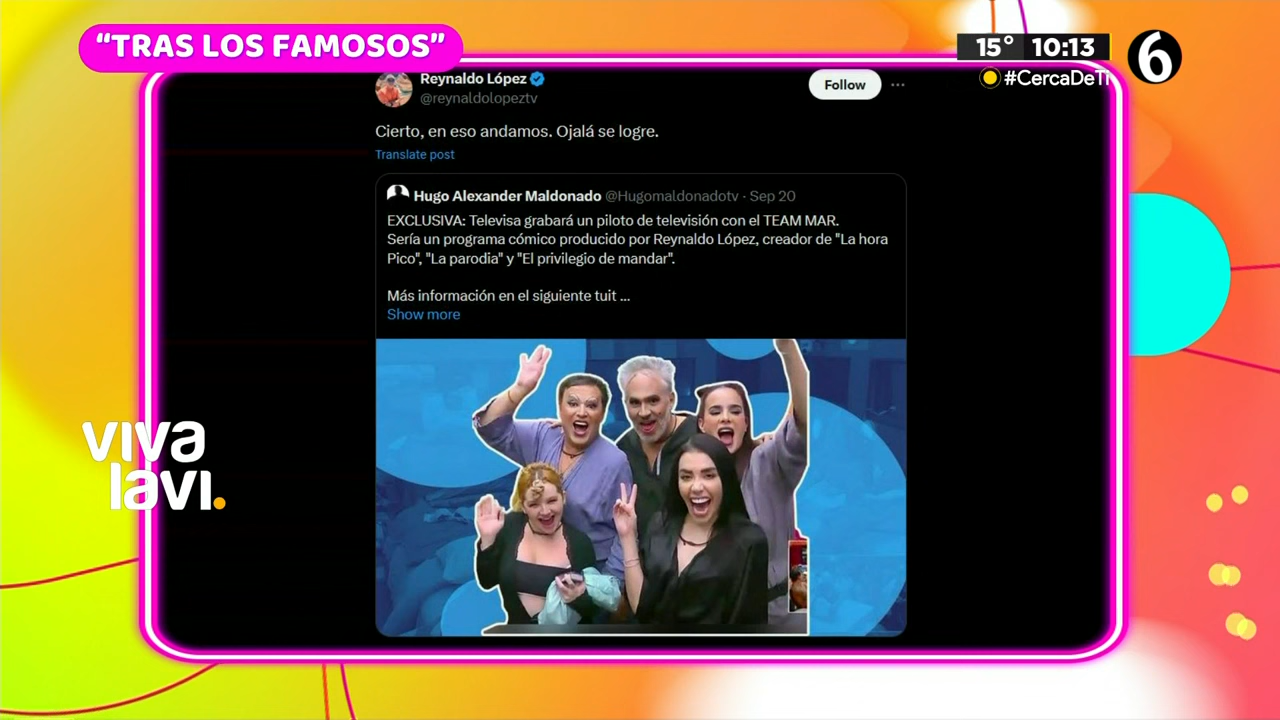 “TRAS LOS FAMOSOS”
15° 10:13
6
#CercaDeTi
Reynaldo López
@reynaldolopeztv
Follow
Cierto, en eso andamos. Ojalá se logre.
Translate post
Hugo Alexander Maldonado @Hugomaldonadotv · Sep 20
EXCLUSIVA: Televisa grabará un piloto de televisión con el TEAM MAR.
Sería un programa cómico producido por Reynaldo López, creador de "La hora
Pico", "La parodia" y "El privilegio de mandar".
Más información en el siguiente tuit ...
Show more
viva
lavi.